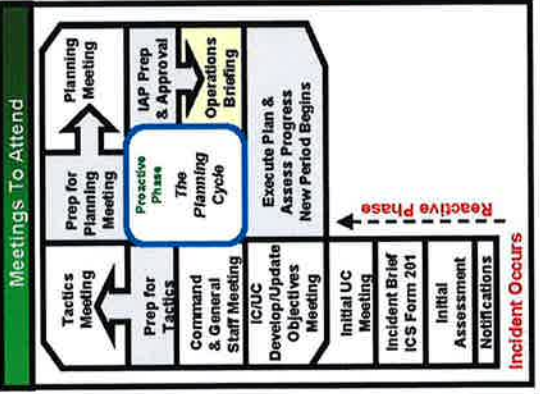 Meetings To Attend
Tactics
Meeting
Prep for
Planning
Meeting
Planning
Meeting
Prep for
Tactics
Proactive
Phase
The
Planning
Cycle
IAP Prep
& Approval
Command
& General
Staff Meeting
Operations
Briefing
IC/UC
Develop/Update
Objectives
Meeting
Execute Plan &
Assess Progress
New Period Begins
Initial UC
Meeting
Incident Brief
ICS Form 201
Initial
Assessment
Notifications
Reactive Phase
Incident Occurs